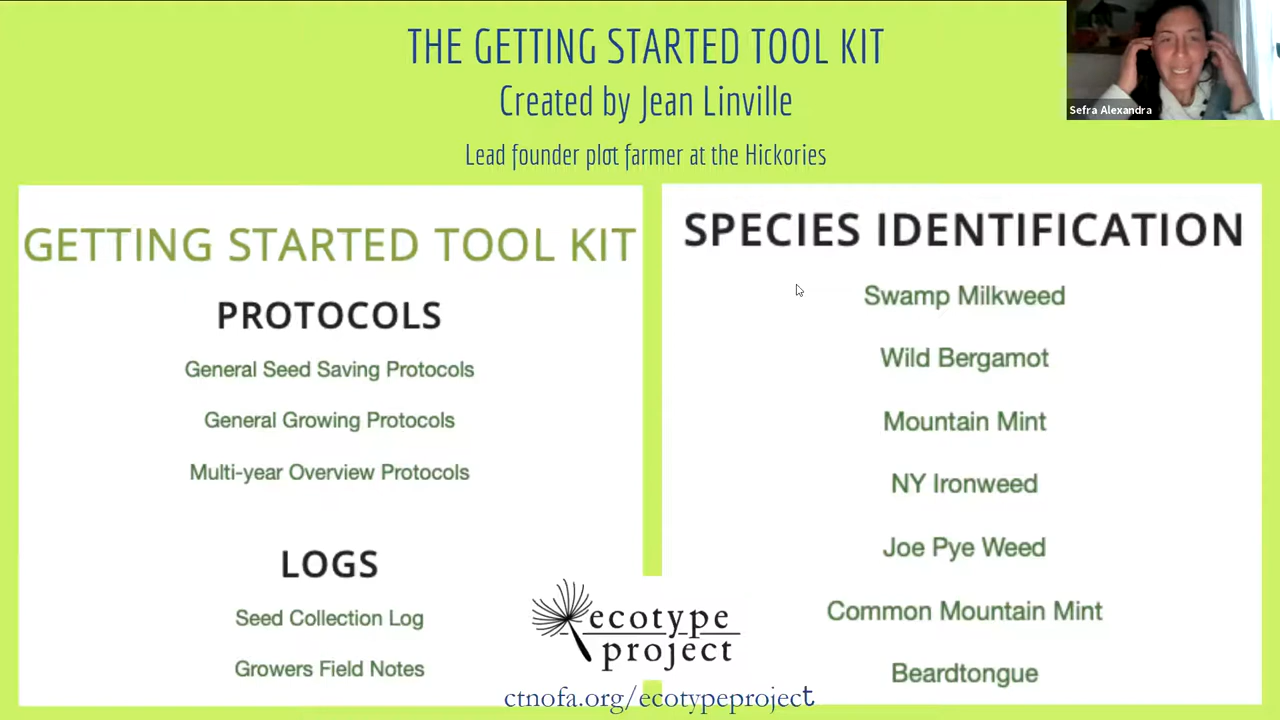 THE GETTING STARTED TOOL KIT
Created by Jean Linville
Lead founder plot farmer at the Hickories
Sefra Alexandra
GETTING STARTED TOOL KIT
PROTOCOLS
General Seed Saving Protocols
General Growing Protocols
Multi-year Overview Protocols
LOGS
Seed Collection Log
Growers Field Notes
SPECIES IDENTIFICATION
Swamp Milkweed
Wild Bergamot
Mountain Mint
NY Ironweed
Joe Pye Weed
Common Mountain Mint
Beardtongue
ecotype
project
ctnofa.org/ecotypeproject